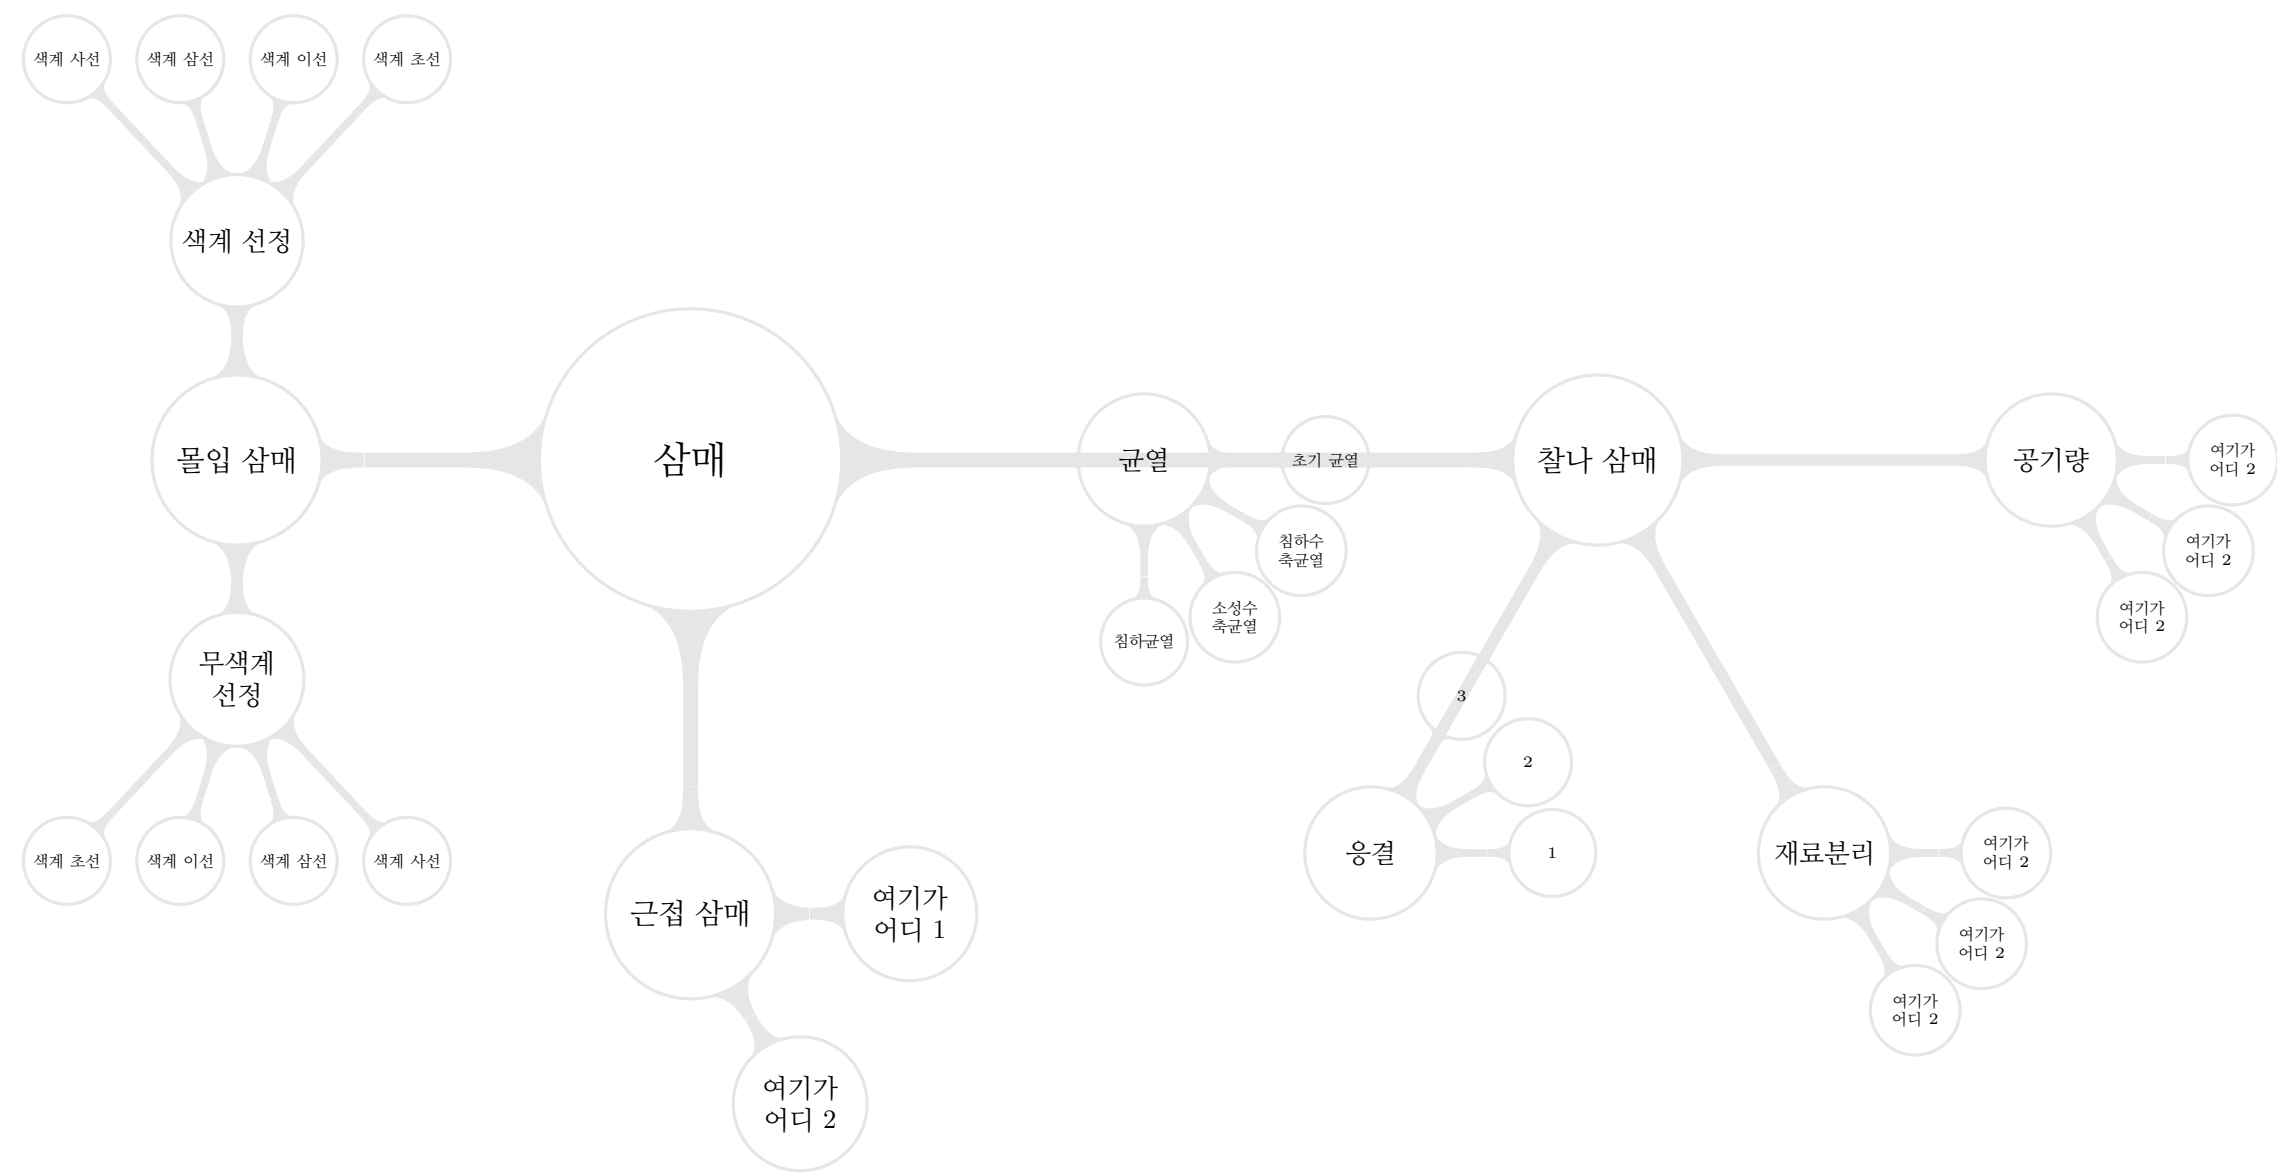 색계 사선
색계 삼선
색계 이선
색계 초선
색계 선정
몰입 삼매
삼매
균열
초기 균열
찰나 삼매
공기량
여기가
어디 2
침하수
축균열
여기가
어디 2
소성수
축균열
여기가
어디 2
침하균열
무색계
선정
3
2
1
응결
재료분리
여기가
어디 2
색계 초선
색계 이선
색계 삼선
색계 사선
근접 삼매
여기가
어디 1
여기가
어디 2
여기가
어디 2
여기가
어디 2